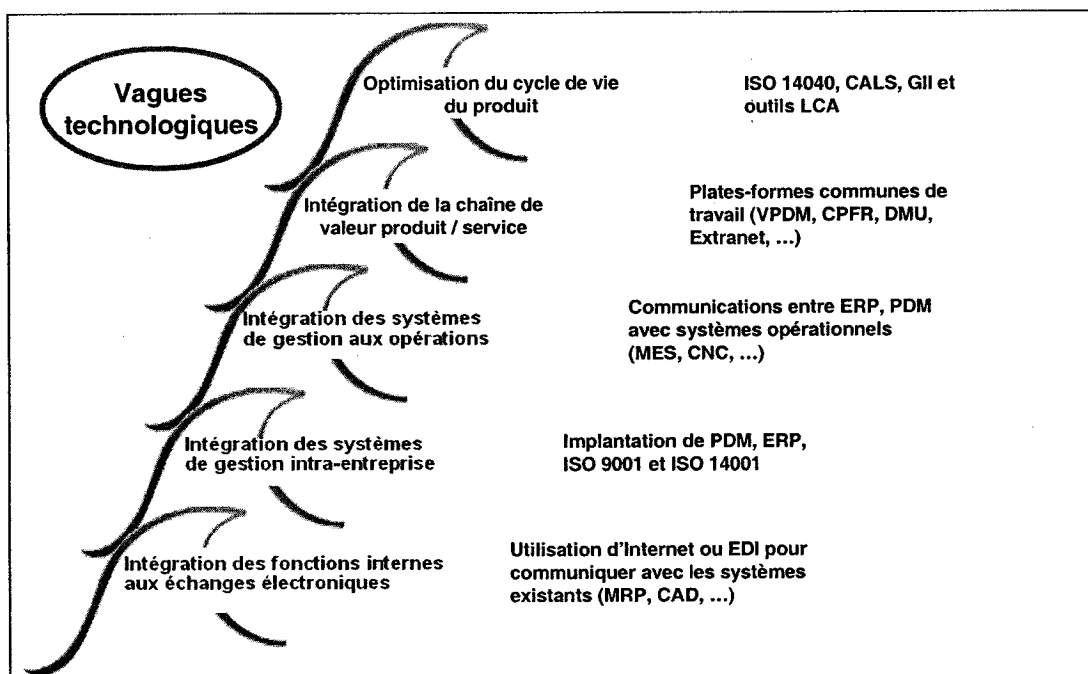 Vagues
technologiques
Optimisation du cycle de vie
du produit
ISO 14040, CALS, GII et
outils LCA
Intégration de la chaîne de
valeur produit / service
Plates-formes communes de
travail (VPDM, CPFR, DMU,
Extranet, ...)
Intégration des systèmes
de gestion aux opérations
Communications entre ERP, PDM
avec systèmes opérationnels
(MES, CNC, ...)
Intégration des systèmes
de gestion intra-entreprise
Implantation de PDM, ERP,
ISO 9001 et ISO 14001
Intégration des fonctions internes
aux échanges électroniques
Utilisation d'Internet ou EDI pour
communiquer avec les systèmes
existants (MRP, CAD, ...)